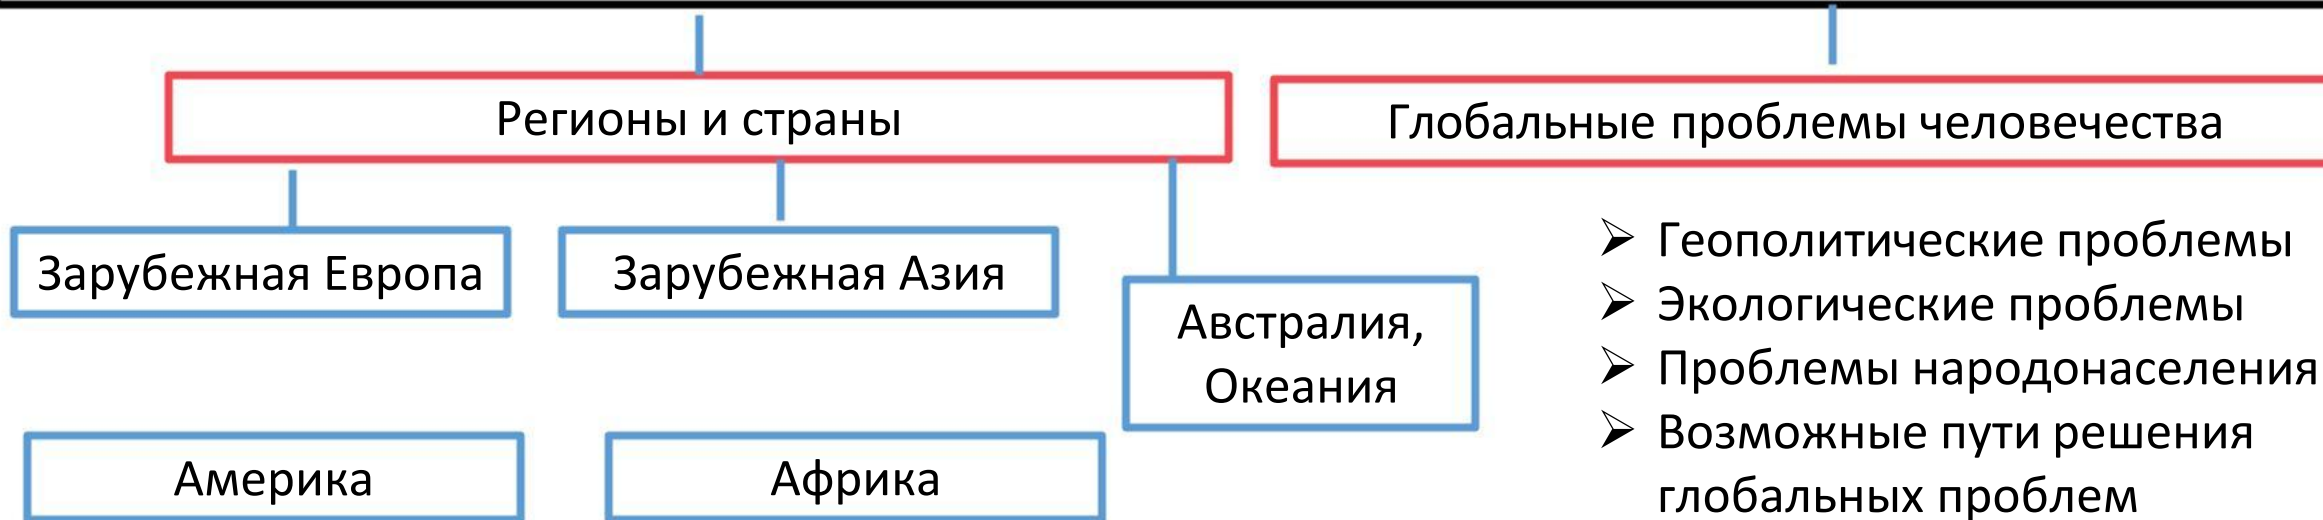 Регионы и страны
Глобальные проблемы человечества
Зарубежная Европа
Зарубежная Азия
Австралия,
Океания
Америка
Африка
Геополитические проблемы
Экологические проблемы
Проблемы народонаселения
Возможные пути решения
глобальных проблем